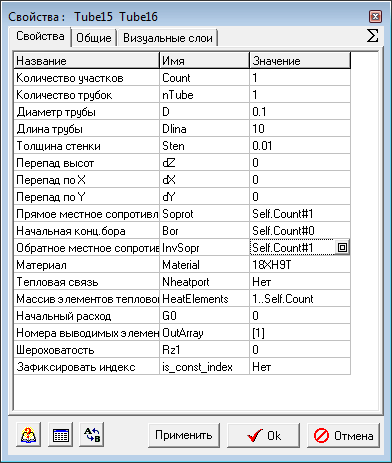 Свойства : Tube15 Tube16
Свойства Общие Визуальные слои Σ
Название Имя Значение
Количество участков Count 1
Количество трубок nTube 1
Диаметр трубы D 0.1
Длина трубы Dlina 10
Толщина стенки Sten 0.01
Перепад высот dZ 0
Перепад по X dX 0
Перепад по Y dY 0
Прямое местное сопротивл Soprot Self.Count#1
Начальная конц.бора Bor Self.Count#0
Обратное местное сопротив InvSopr Self.Count#1
Материал Material 18XH9T
Тепловая связь Nheatport Нет
Массив элементов теплово HeatElements 1..Self.Count
Начальный расход G0 0
Номера выводимых элемен OutArray [1]
Шероховатость Rz1 0
Зафиксировать индекс is_const_index Нет
A B Применить Ok Отмена